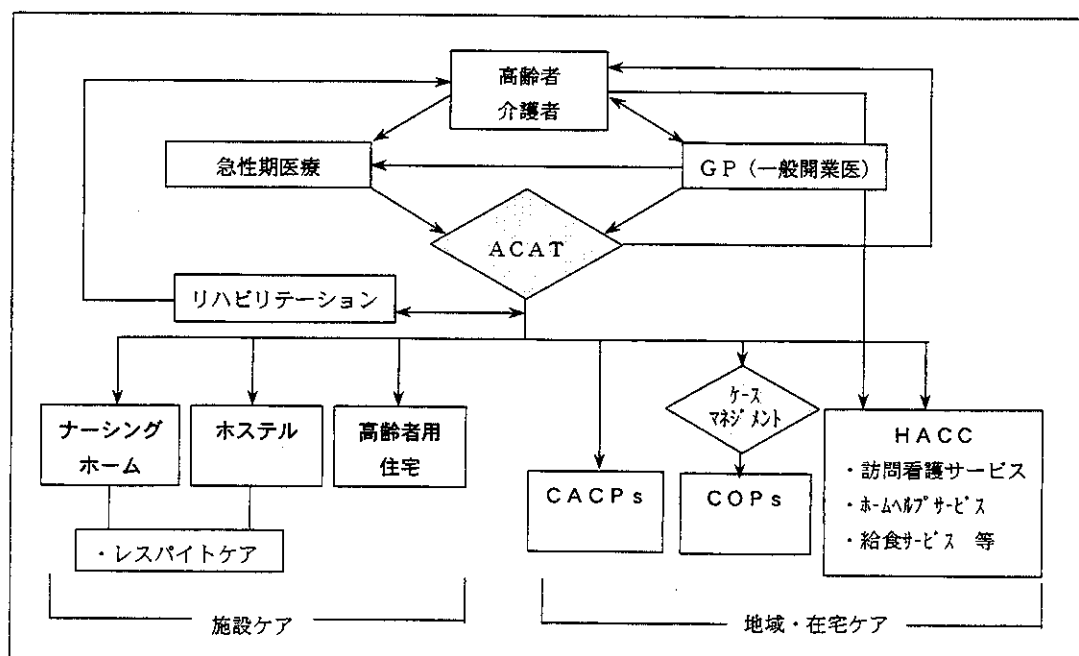 高齢者
介護者
急性期医療
GP(一般開業医)
ACAT
リハビリテーション
ナーシング
ホーム
ホステル
高齢者用
住宅
ケース
マネジメント
CACPs
COPs
HACC
・訪問看護サービス
・ホームヘルプサービス
・給食サービス 等
・レスパイトケア
施設ケア
地域・在宅ケア